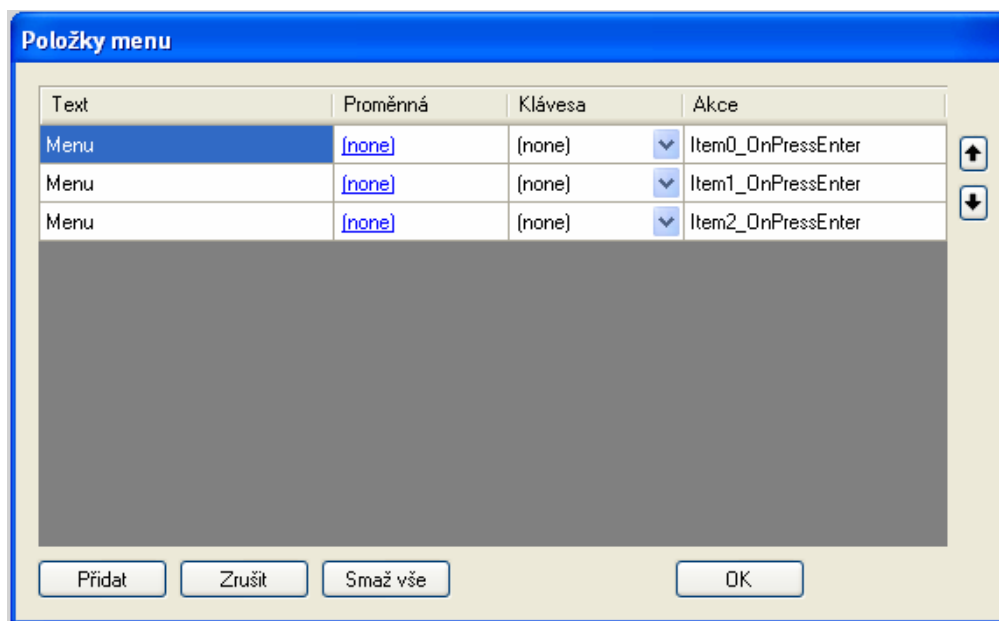 Položky menu
Text Proměnná Klávesa Akce
Menu (none) (none) Item0_OnPressEnter
Menu (none) (none) Item1_OnPressEnter
Menu (none) (none) Item2_OnPressEnter
Přidat Zrušit Smaž vše OK